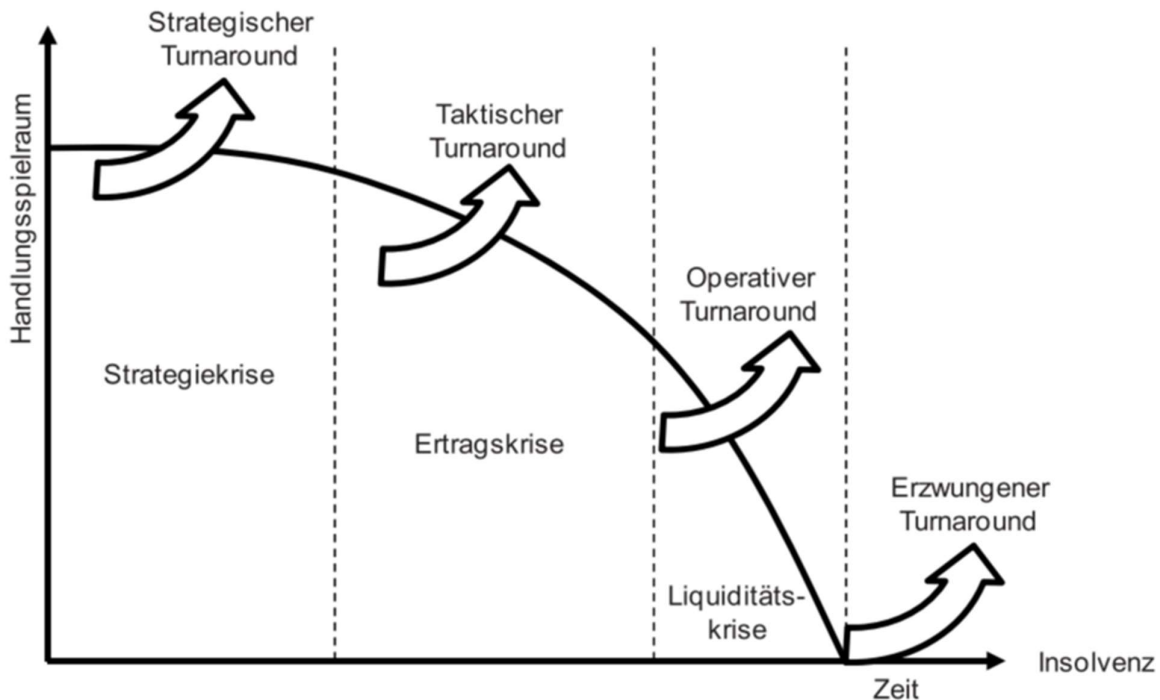 Strategischer
Turnaround
Taktischer
Turnaround
Handlungsspielraum
Operativer
Turnaround
Strategiekrise
Ertragskrise
Erzwungener
Turnaround
Liquiditäts-
krise
Insolvenz
Zeit